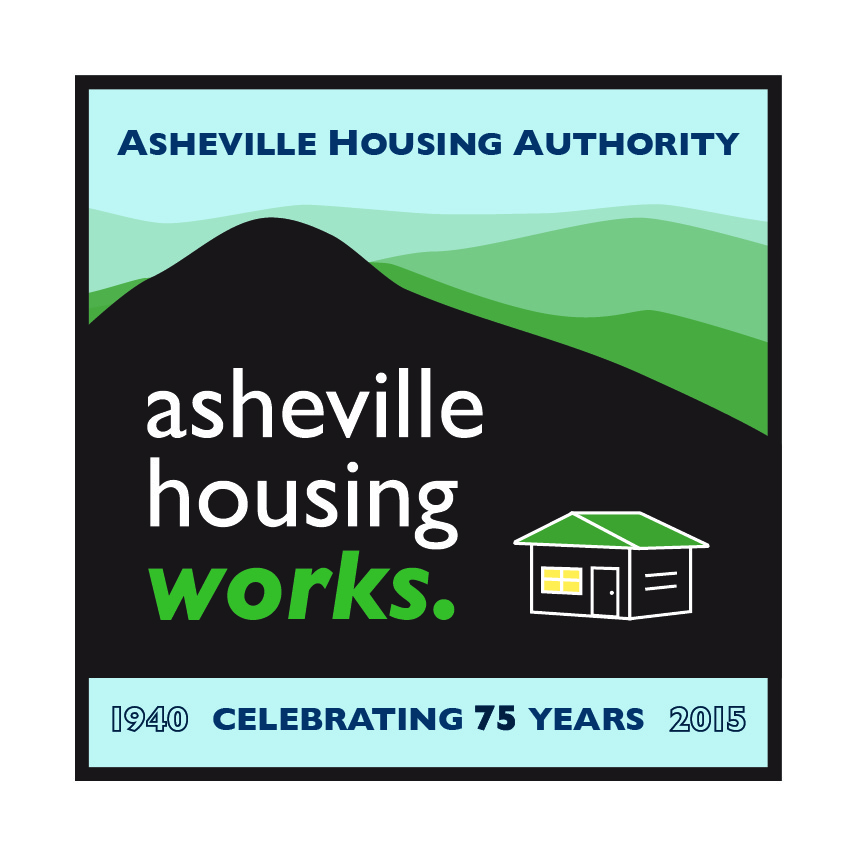 Asheville Housing Authority
asheville
housing
works.
1940 CELEBRATING 75 YEARS 2015